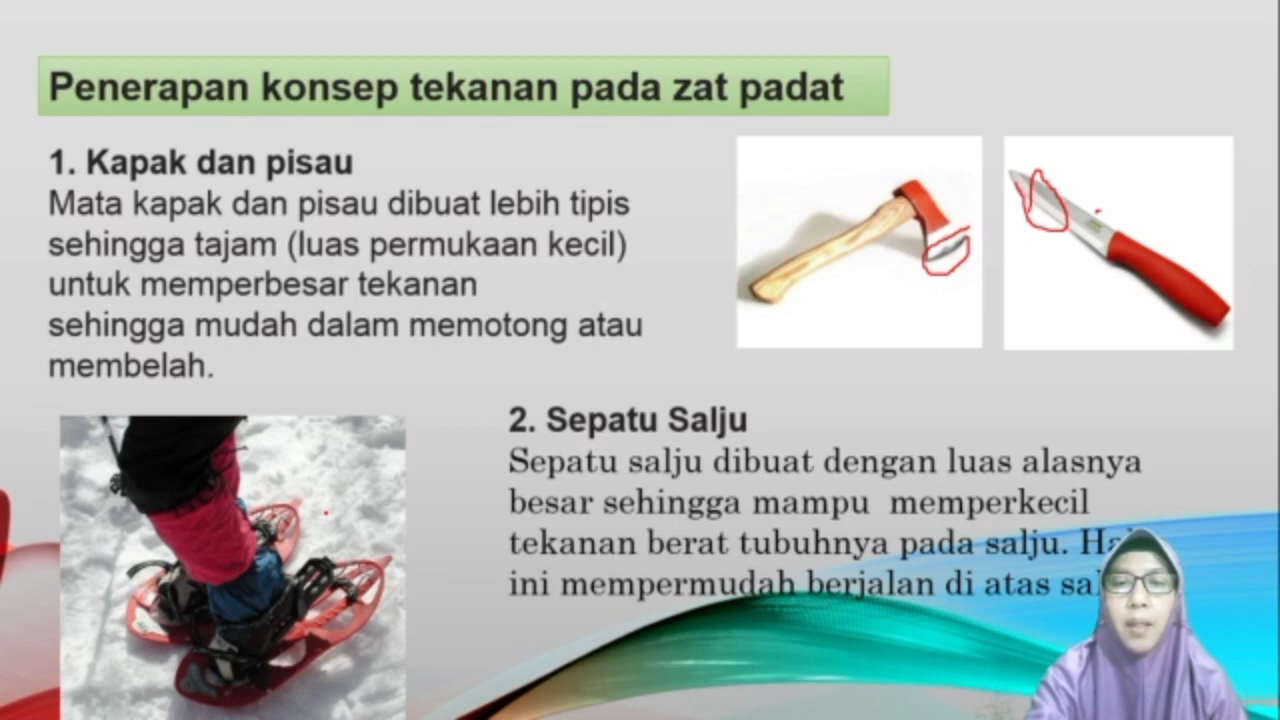 Penerapan konsep tekanan pada zat padat
1. Kapak dan pisau
Mata kapak dan pisau dibuat lebih tipis
sehingga tajam (luas permukaan kecil)
untuk memperbesar tekanan
sehingga mudah dalam memotong atau
membelah.
2. Sepatu Salju
Sepatu salju dibuat dengan luas alasnya
besar sehingga mampu memperkecil
tekanan berat tubuhnya pada salju.
ini mempermudah berjalan di atas